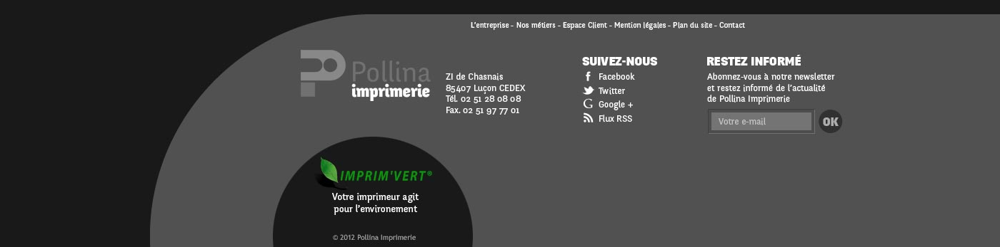 L'entreprise - Nos métiers - Espace Client - Mention légales - Plan du site - Contact
Pollina
imprimerie
ZI de Chasnais
85407 Luçon CEDEX
Tél. 02 51 28 08 08
Fax. 02 51 97 77 01
SUIVEZ-NOUS
Facebook
Twitter
G Google +
Flux RSS
RESTEZ INFORMÉ
Abonnez-vous à notre newsletter
et restez informé de l'actualité
de Pollina Imprimerie
Votre e-mail OK
IMPRIM'VERT®
Votre imprimeur agit
pour l'environement
© 2012 Pollina Imprimerie